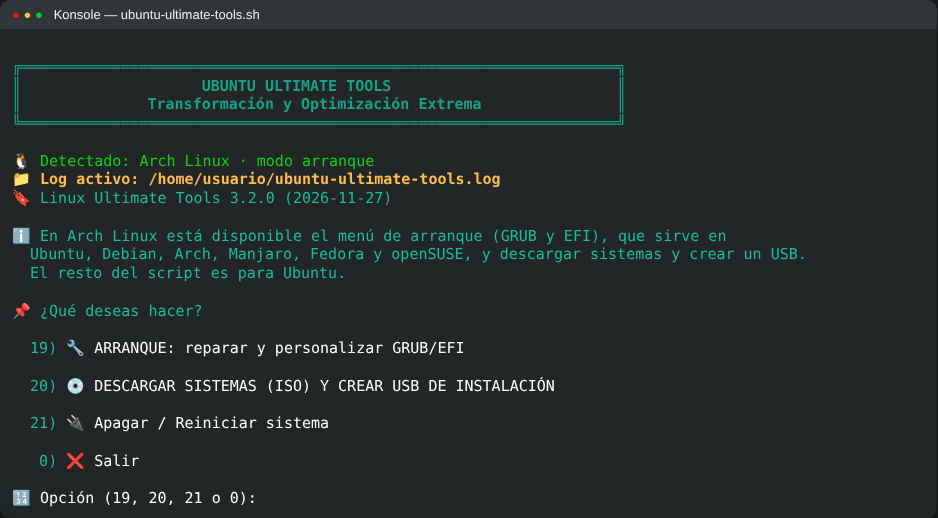 Konsole — ubuntu-ultimate-tools.sh
UBUNTU ULTIMATE TOOLS
Transformación y Optimización Extrema
🐧 Detectado: Arch Linux · modo arranque
📁 Log activo: /home/usuario/ubuntu-ultimate-tools.log
🔖 Linux Ultimate Tools 3.2.0 (2026-11-27)
ℹ️ En Arch Linux está disponible el menú de arranque (GRUB y EFI), que sirve en
Ubuntu, Debian, Arch, Manjaro, Fedora y openSUSE, y descargar sistemas y crear un USB.
El resto del script es para Ubuntu.
📌 ¿Qué deseas hacer?
19) 🔧 ARRANQUE: reparar y personalizar GRUB/EFI
20) 💿 DESCARGAR SISTEMAS (ISO) Y CREAR USB DE INSTALACIÓN
21) 🔌 Apagar / Reiniciar sistema
0) ❌ Salir
🔢 Opción (19, 20, 21 o 0):